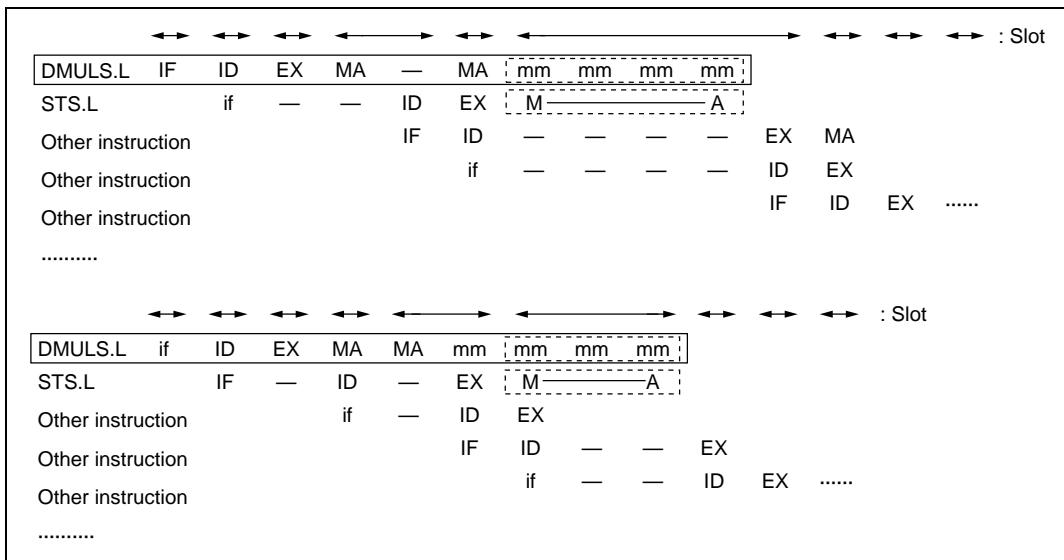 : Slot
DMULS.L IF ID EX MA — MA mm mm mm mm
STS.L if — — ID EX M A
Other instruction IF ID — — — — EX MA
Other instruction if — — — — ID EX
Other instruction IF ID EX ......
..........
: Slot
DMULS.L if ID EX MA MA mm mm mm mm
STS.L IF — ID — EX M A
Other instruction if — ID EX
Other instruction IF ID — — EX
Other instruction if — — ID EX ......
..........